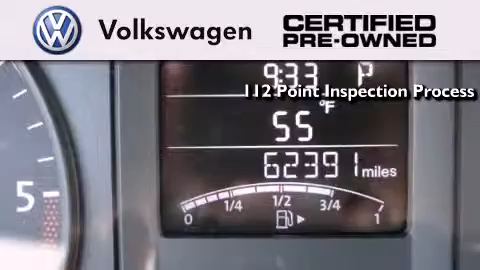 Volkswagen
CERTIFIED
PRE-OWNED
9:33 P
112 Point Inspection Process
°F
55
62391 miles
5
0 1/4 1/2 3/4 1